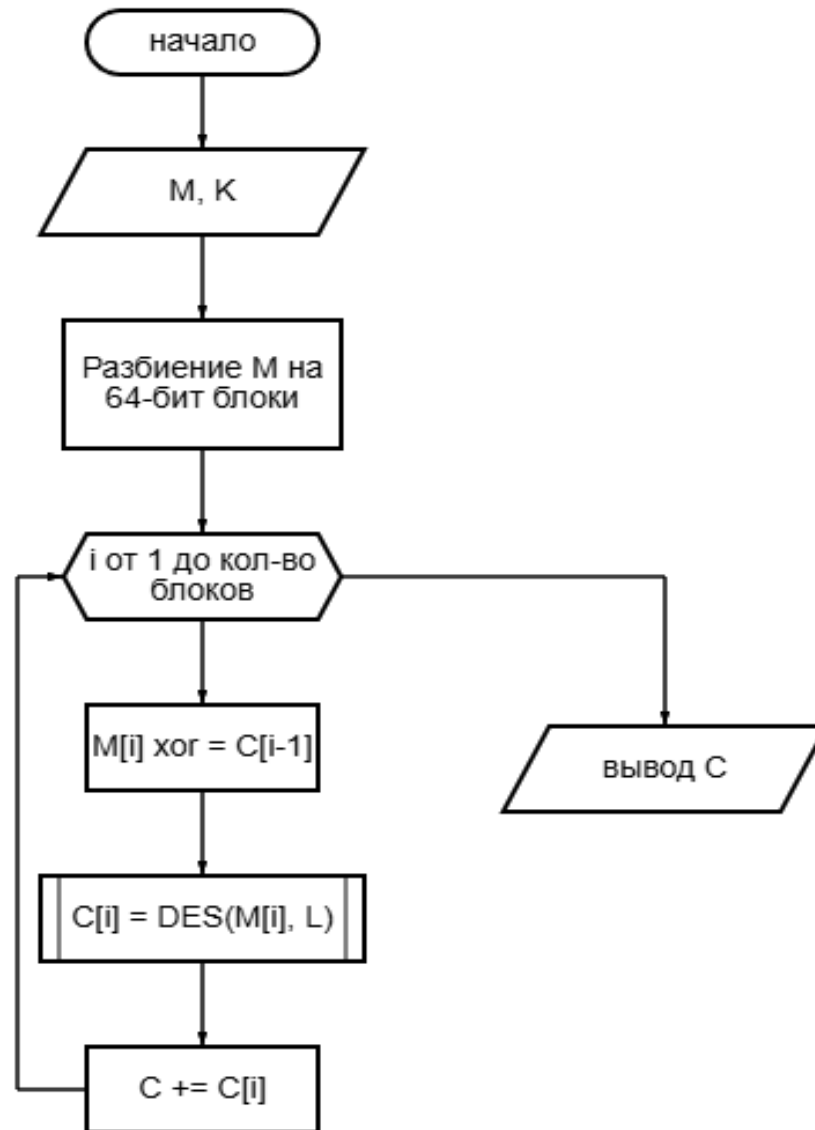 начало
M, K
Разбиение M на
64-бит блоки
i от 1 до кол-во
блоков
M[i] xor = C[i-1]
вывод C
C[i] = DES(M[i], L)
C += C[i]